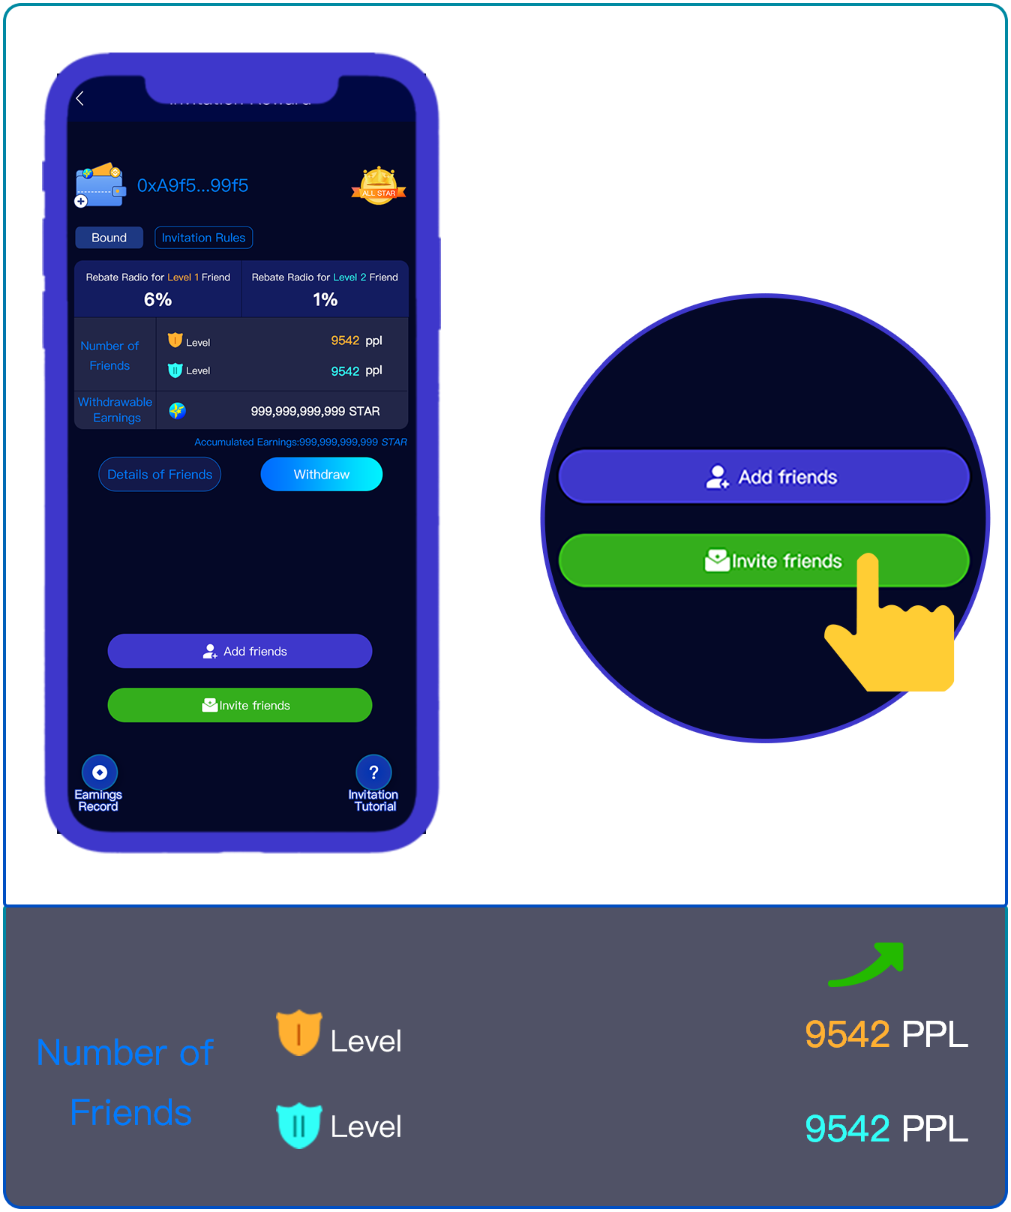 0xA9f5...99f5
ALL STAR
Bound
Invitation Rules
Rebate Radio for Level 1 Friend
Rebate Radio for Level 2 Friend
6%
1%
Number of
Friends
I Level
9542 ppl
II Level
9542 ppl
Withdrawable
Earnings
999,999,999,999 STAR
Accumulated Earnings:999,999,999,999 STAR
Details of Friends
Withdraw
Add friends
Invite friends
Earnings
Record
?
Invitation
Tutorial
Add friends
Invite friends
Number of
Friends
I Level
9542 PPL
II Level
9542 PPL